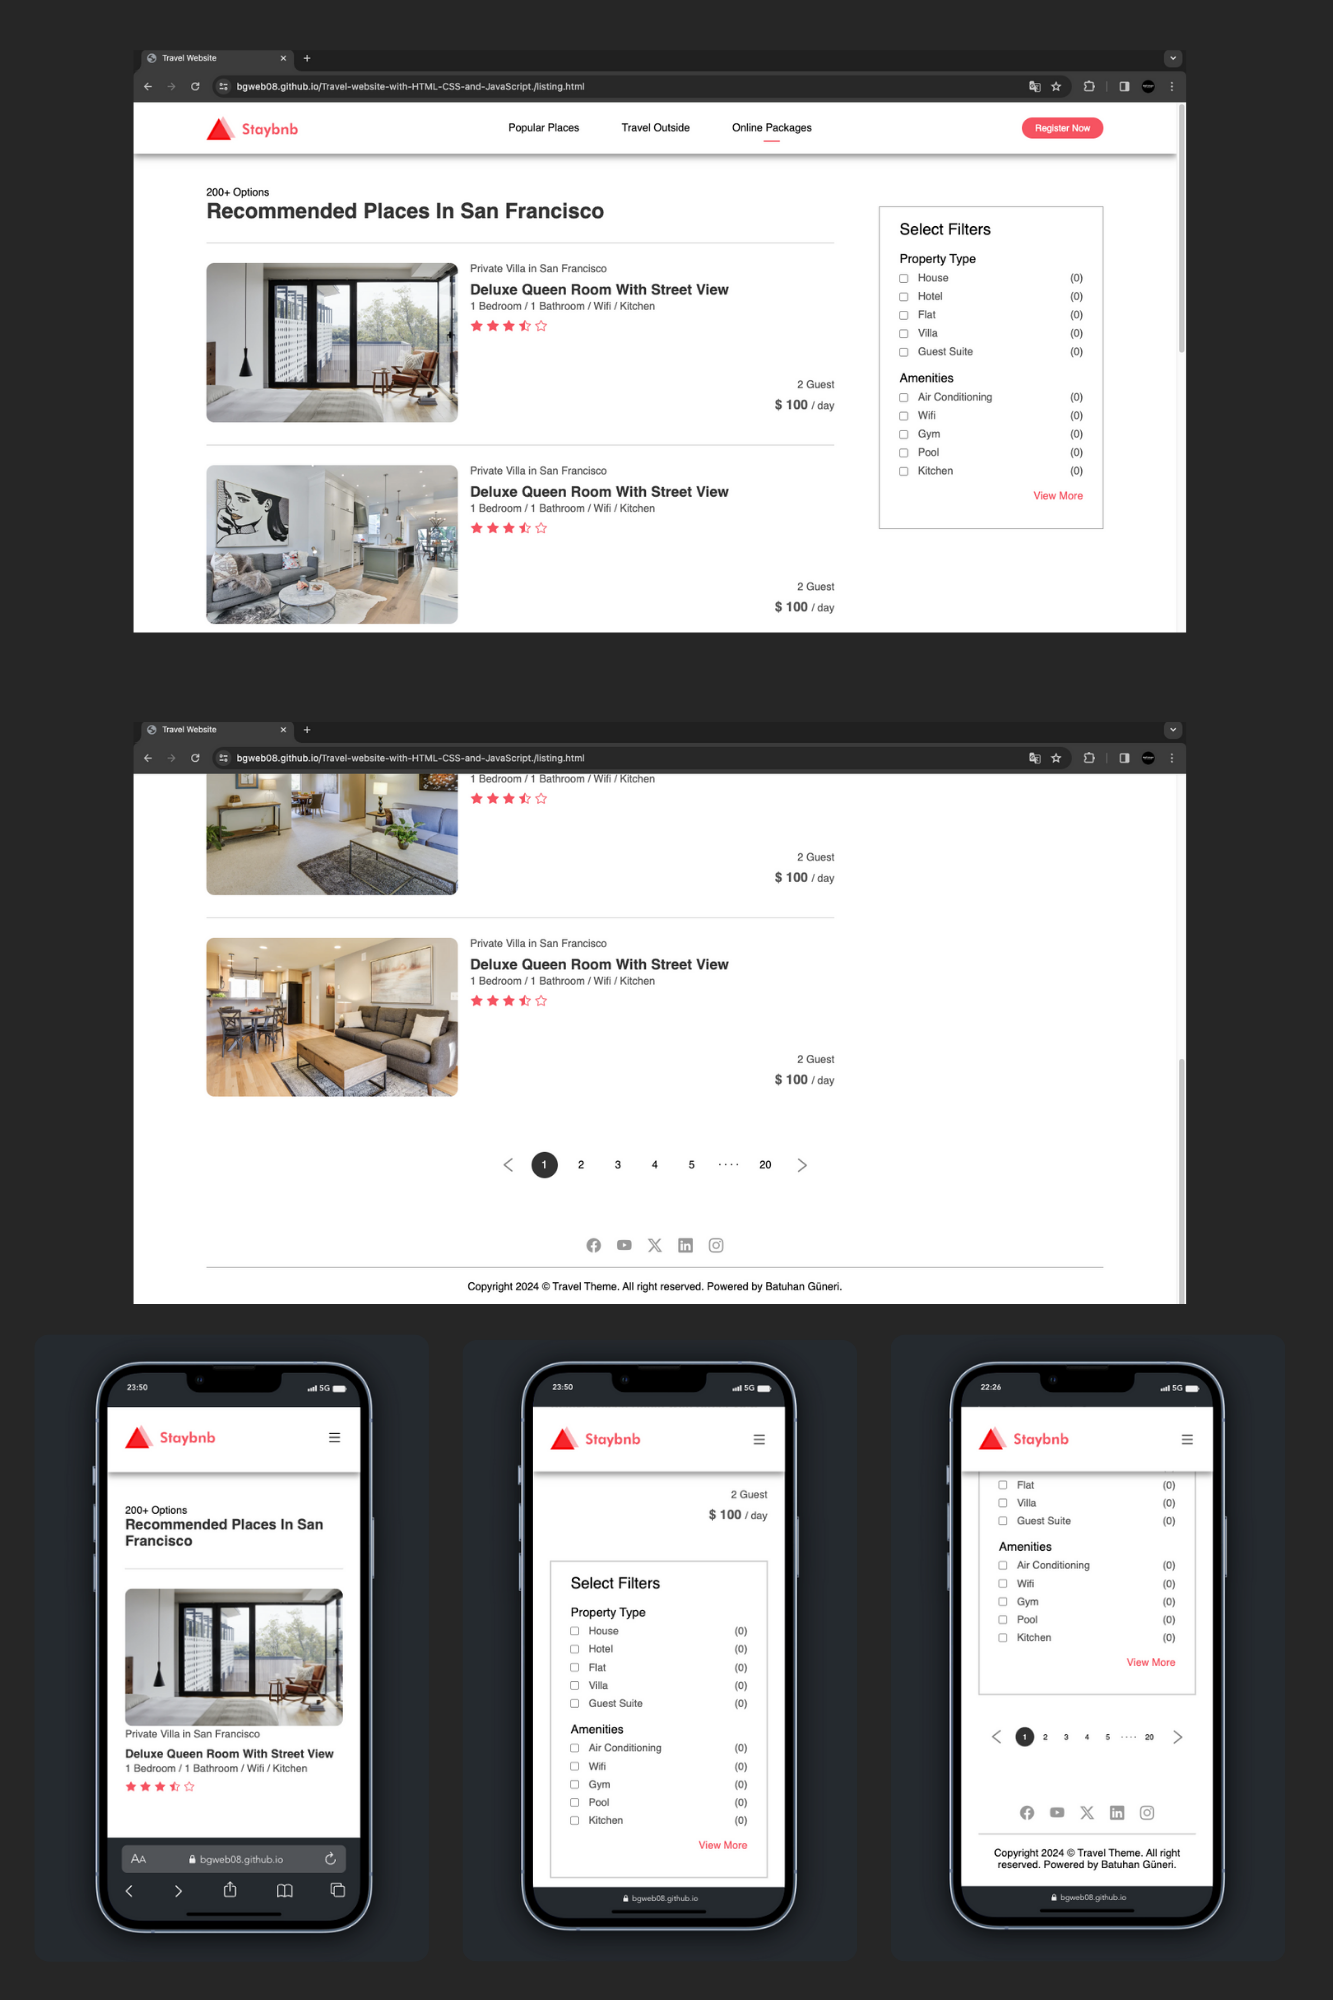 Travel Website
bgweb08.github.io/Travel-website-with-HTML-CSS-and-JavaScript./listing.html
Staybnb
Popular Places
Travel Outside
Online Packages
Register Now
200+ Options
Recommended Places In San Francisco
Private Villa in San Francisco
Deluxe Queen Room With Street View
1 Bedroom / 1 Bathroom / Wifi / Kitchen
2 Guest
$ 100 / day
Private Villa in San Francisco
Deluxe Queen Room With Street View
1 Bedroom / 1 Bathroom / Wifi / Kitchen
2 Guest
$ 100 / day
Select Filters
Property Type
House (0)
Hotel (0)
Flat (0)
Villa (0)
Guest Suite (0)
Amenities
Air Conditioning (0)
Wifi (0)
Gym (0)
Pool (0)
Kitchen (0)
View More
Travel Website
bgweb08.github.io/Travel-website-with-HTML-CSS-and-JavaScript./listing.html
1 Bedroom / 1 Bathroom / Wifi / Kitchen
2 Guest
$ 100 / day
Private Villa in San Francisco
Deluxe Queen Room With Street View
1 Bedroom / 1 Bathroom / Wifi / Kitchen
2 Guest
$ 100 / day
1 2 3 4 5 .... 20
Copyright 2024 © Travel Theme. All right reserved. Powered by Batuhan Güneri.
23:50
5G
Staybnb
200+ Options
Recommended Places In San
Francisco
Private Villa in San Francisco
Deluxe Queen Room With Street View
1 Bedroom / 1 Bathroom / Wifi / Kitchen
AA
bgweb08.github.io
23:50
5G
Staybnb
2 Guest
$ 100 / day
Select Filters
Property Type
House (0)
Hotel (0)
Flat (0)
Villa (0)
Guest Suite (0)
Amenities
Air Conditioning (0)
Wifi (0)
Gym (0)
Pool (0)
Kitchen (0)
View More
bgweb08.github.io
22:26
5G
Staybnb
Flat (0)
Villa (0)
Guest Suite (0)
Amenities
Air Conditioning (0)
Wifi (0)
Gym (0)
Pool (0)
Kitchen (0)
View More
1 2 3 4 5 .... 20
Copyright 2024 © Travel Theme. All right
reserved. Powered by Batuhan Güneri.
bgweb08.github.io